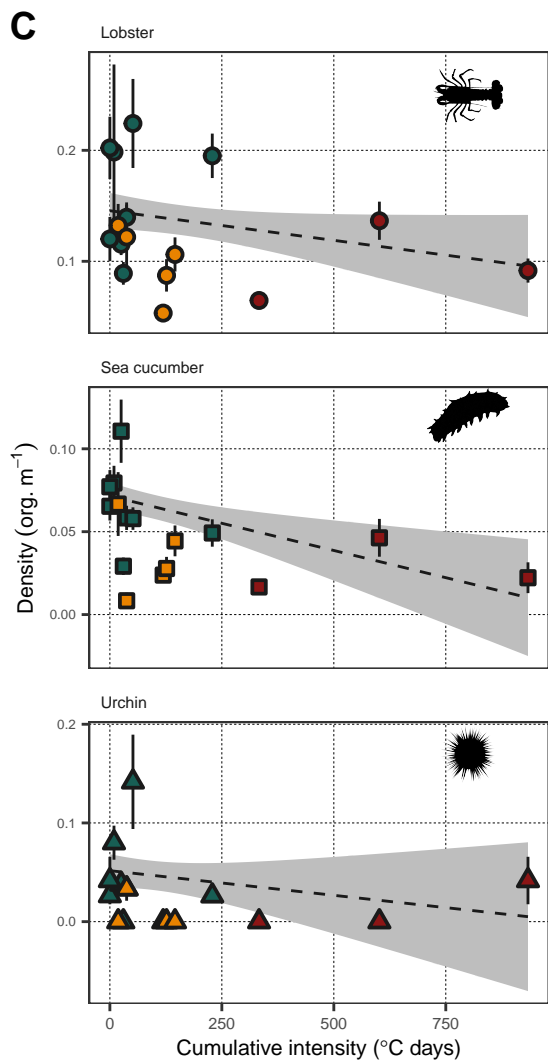 C
Lobster
0.2
0.1
Sea cucumber
0.10
0.05
0.00
Density (org. m⁻¹)
Urchin
0.2
0.1
0.0
0 250 500 750
Cumulative intensity (°C days)